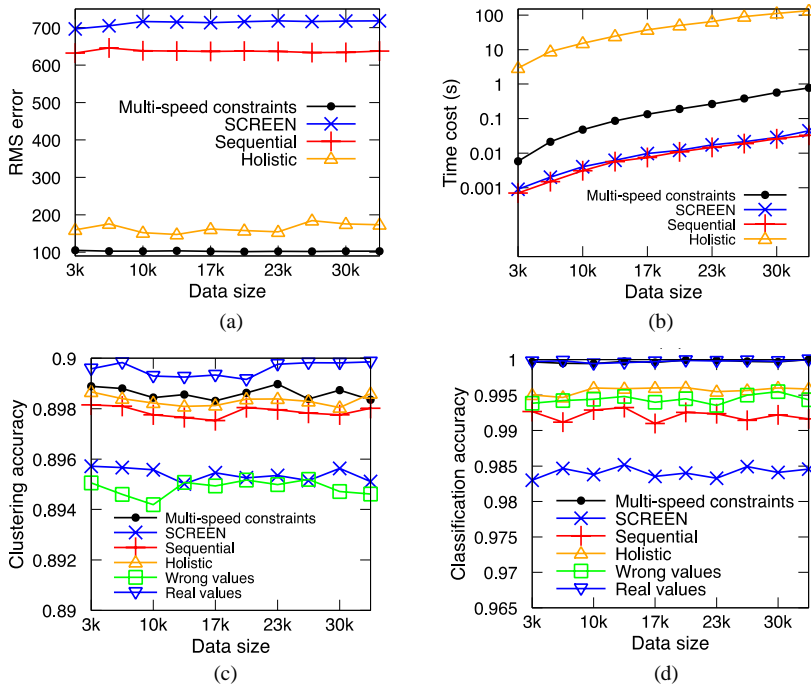 RMS error
700
600
500
400
300
200
100
Multi-speed constraints
SCREEN
Sequential
Holistic
3k 10k 17k 23k 30k
Data size
(a)
Time cost (s)
100
10
1
0.1
0.01
0.001
Multi-speed constraints
SCREEN
Sequential
Holistic
3k 10k 17k 23k 30k
Data size
(b)
Clustering accuracy
0.9
0.898
0.896
0.894
0.892
0.89
Multi-speed constraints
SCREEN
Sequential
Holistic
Wrong values
Real values
3k 10k 17k 23k 30k
Data size
(c)
Classification accuracy
1
0.995
0.99
0.985
0.98
0.975
0.97
0.965
Multi-speed constraints
SCREEN
Sequential
Holistic
Wrong values
Real values
3k 10k 17k 23k 30k
Data size
(d)